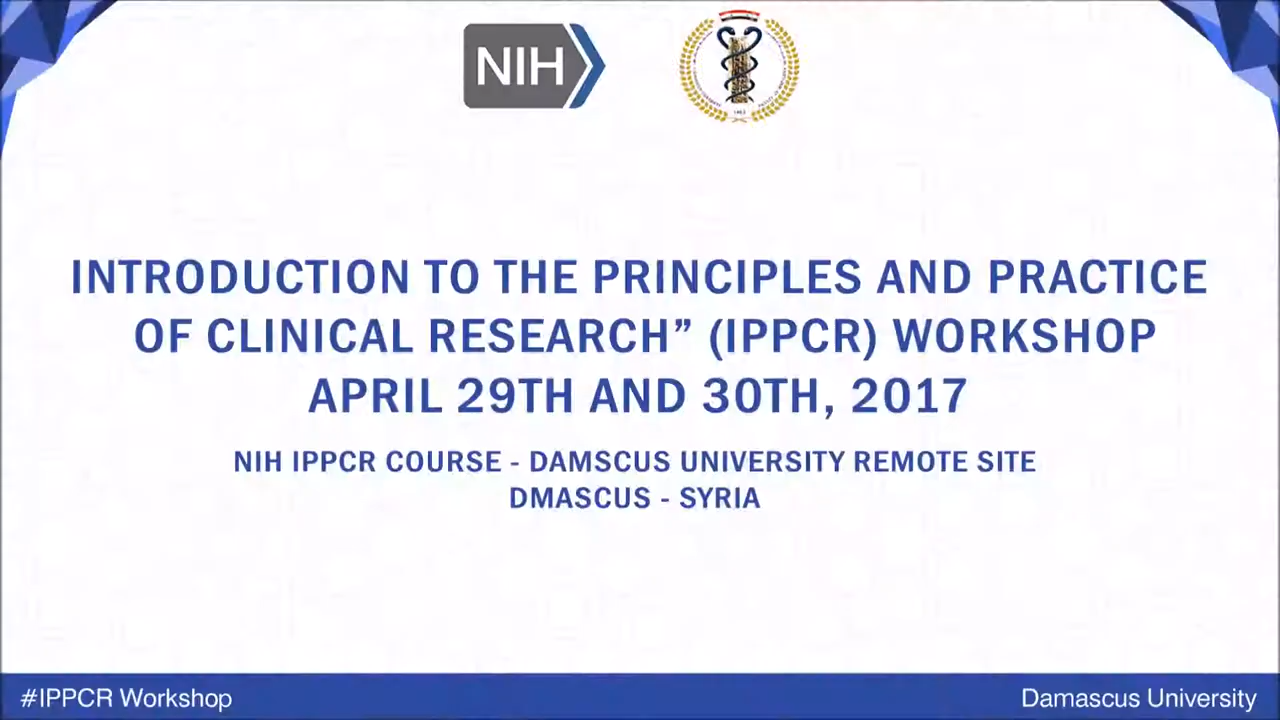 NIH
INTRODUCTION TO THE PRINCIPLES AND PRACTICE
OF CLINICAL RESEARCH” (IPPCR) WORKSHOP
APRIL 29TH AND 30TH, 2017
NIH IPPCR COURSE - DAMSCUS UNIVERSITY REMOTE SITE
DMASCUS - SYRIA
#IPPCR Workshop
Damascus University